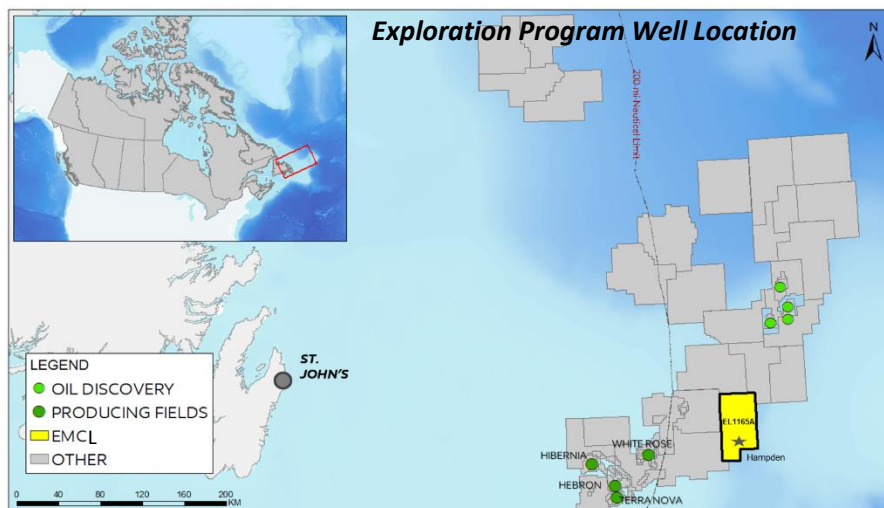 Exploration Program Well Location
N
200-mi Nautical Limit
ST.
JOHN'S
LEGEND
OIL DISCOVERY
PRODUCING FIELDS
EMCL
OTHER
EL1165A
Hampden
WHITE ROSE
HIBERNIA
HEBRON
TERRA NOVA
0 40 80 120 160 200
KM